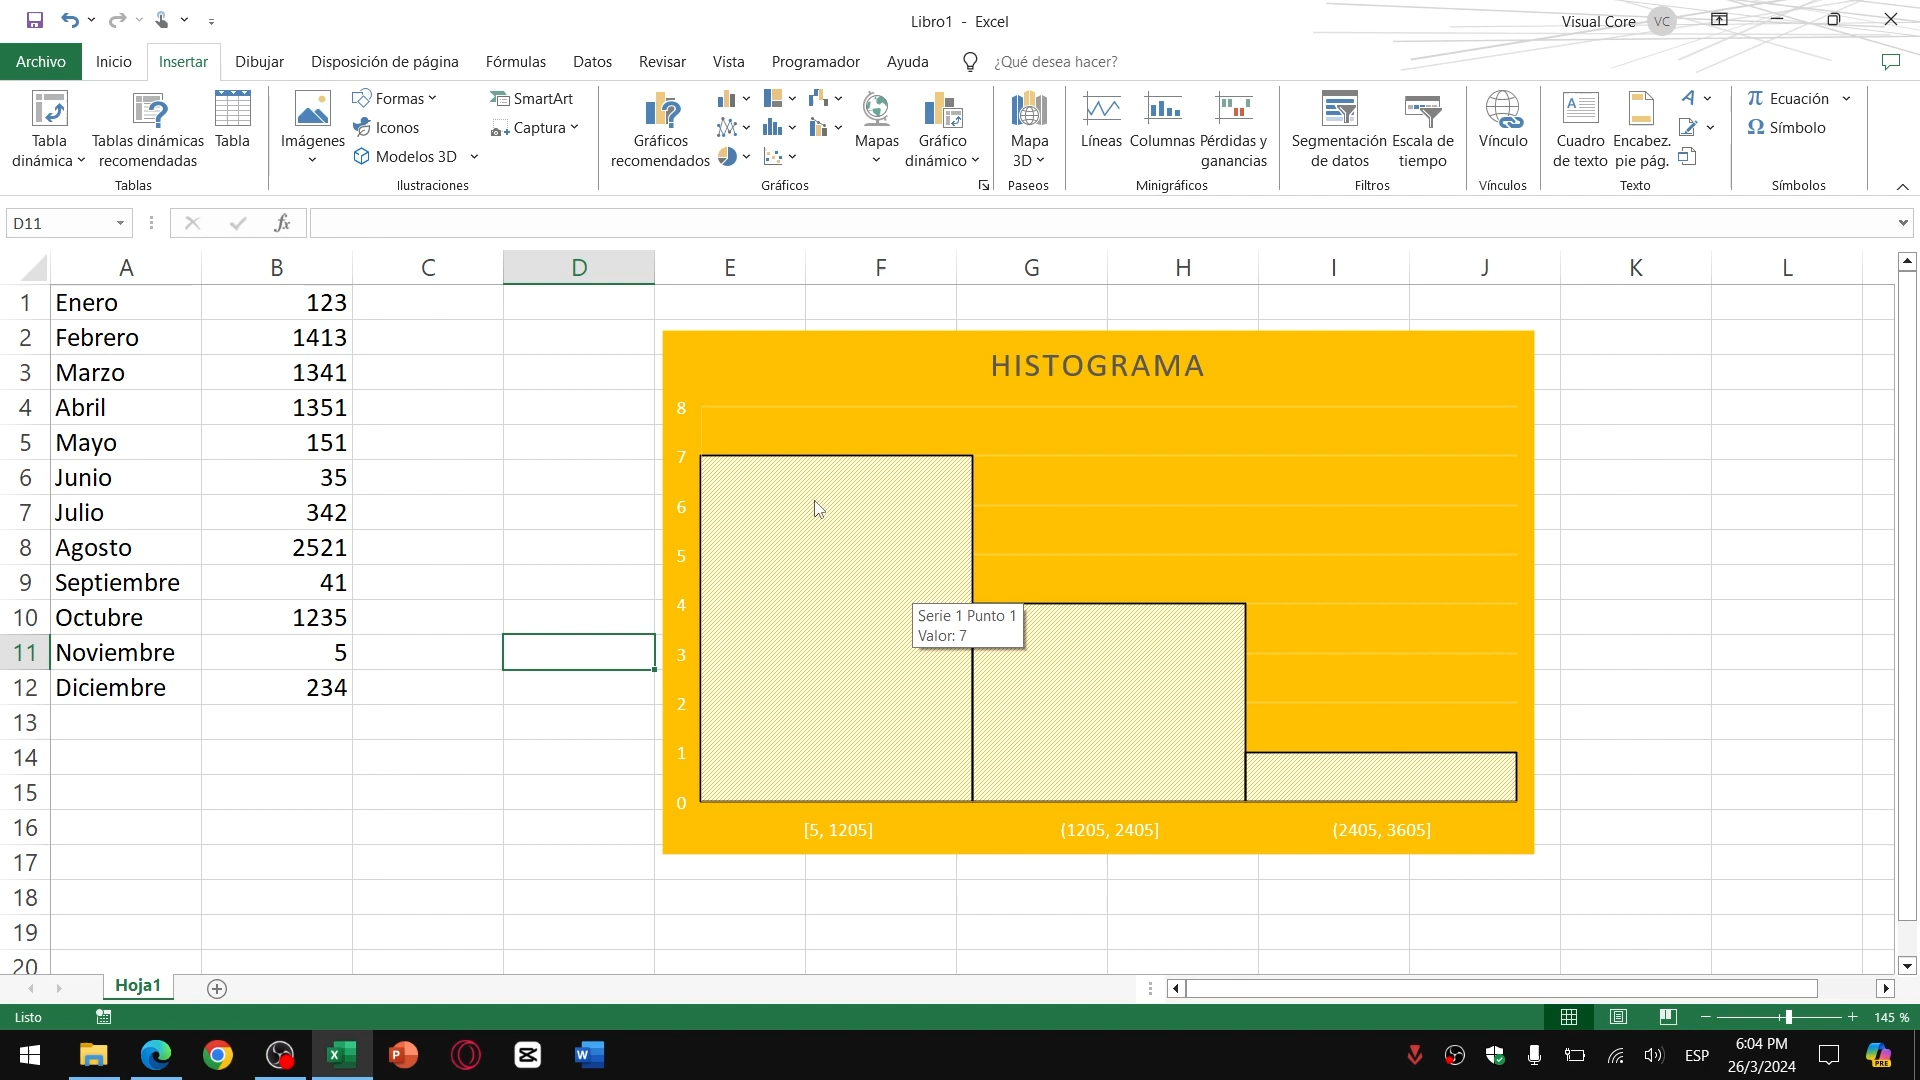 Libro1 - Excel
Visual Core
VC
Archivo
Inicio
Insertar
Dibujar
Disposición de página
Fórmulas
Datos
Revisar
Vista
Programador
Ayuda
¿Qué desea hacer?
Tabla
dinámica
Tablas dinámicas
recomendadas
Tabla
Tablas
Imágenes
Formas
Iconos
Modelos 3D
SmartArt
Captura
Ilustraciones
Gráficos
recomendados
Mapas
Gráfico
dinámico
Gráficos
Mapa
3D
Paseos
Líneas
Columnas
Pérdidas y
ganancias
Minigráficos
Segmentación
de datos
Escala de
tiempo
Filtros
Vínculo
Vínculos
Cuadro
de texto
Encabez.
pie pág.
Texto
Ecuación
Símbolo
Símbolos
D11
fx
A B C D E F G H I J K L
1 Enero 123
2 Febrero 1413
3 Marzo 1341
4 Abril 1351
5 Mayo 151
6 Junio 35
7 Julio 342
8 Agosto 2521
9 Septiembre 41
10 Octubre 1235
11 Noviembre 5
12 Diciembre 234
13
14
15
16
17
18
19
20
HISTOGRAMA
8
7
6
5
4
3
2
1
0
Serie 1 Punto 1
Valor: 7
[5, 1205]
(1205, 2405]
(2405, 3605]
Hoja1
Listo
145 %
ESP
6:04 PM
26/3/2024
PRE